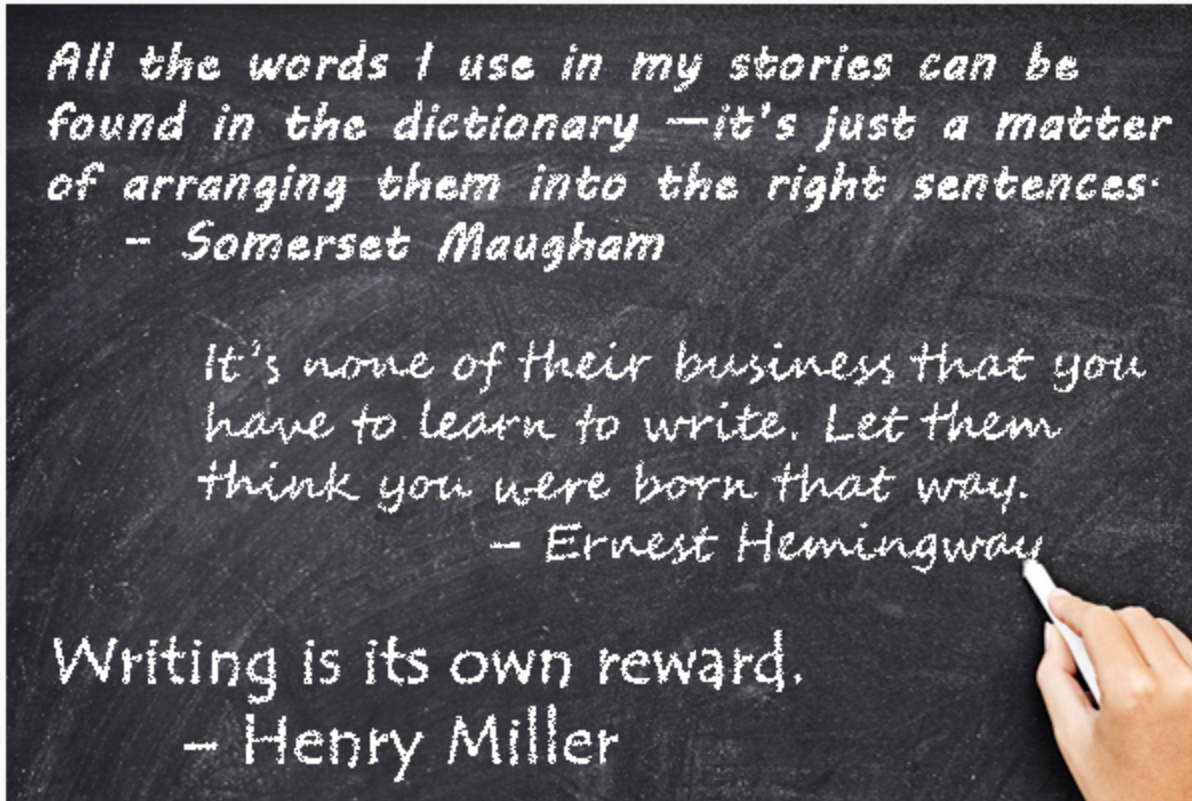 All the words I use in my stories can be
found in the dictionary —it's just a matter
of arranging them into the right sentences.
- Somerset Maugham
It's none of their business that you
have to learn to write. Let them
think you were born that way.
– Ernest Hemingway
Writing is its own reward.
– Henry Miller